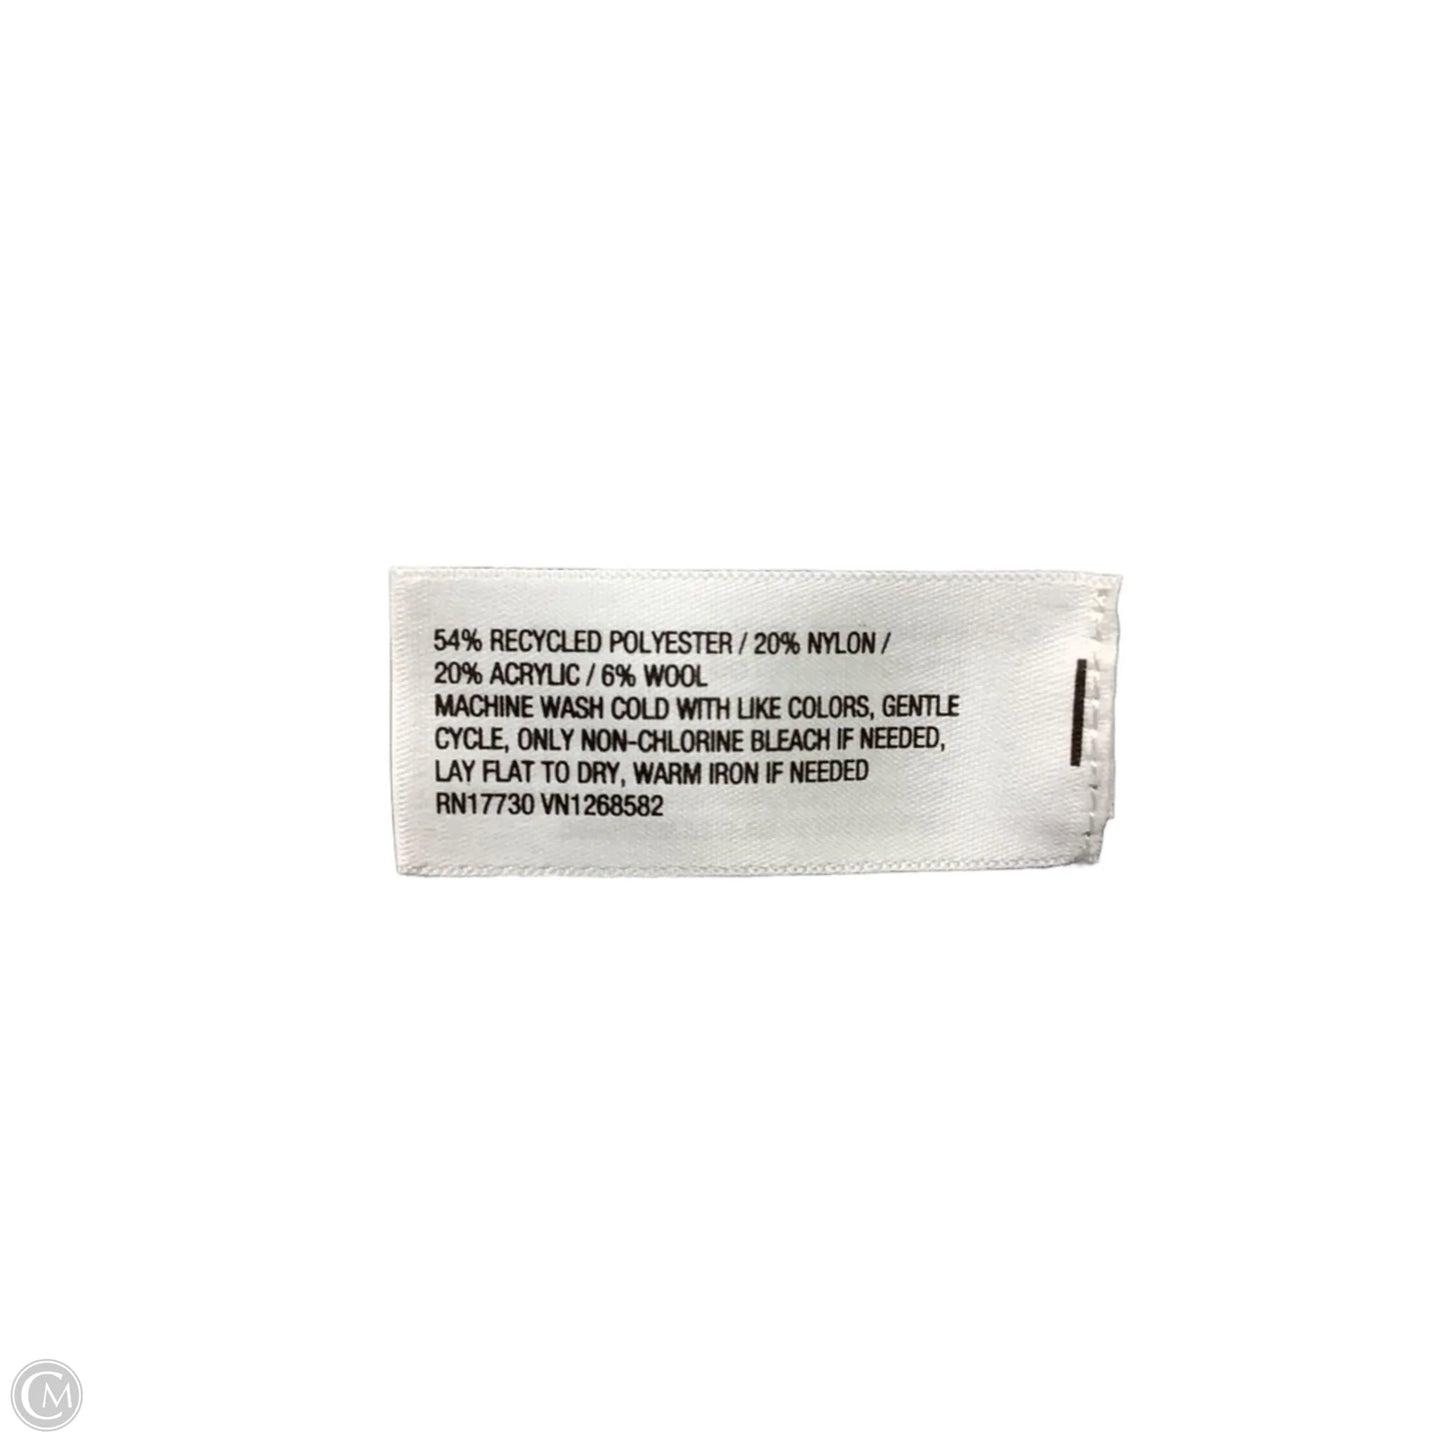 54% RECYCLED POLYESTER / 20% NYLON /
20% ACRYLIC / 6% WOOL
MACHINE WASH COLD WITH LIKE COLORS, GENTLE
CYCLE, ONLY NON-CHLORINE BLEACH IF NEEDED,
LAY FLAT TO DRY, WARM IRON IF NEEDED
RN17730 VN1268582
CM